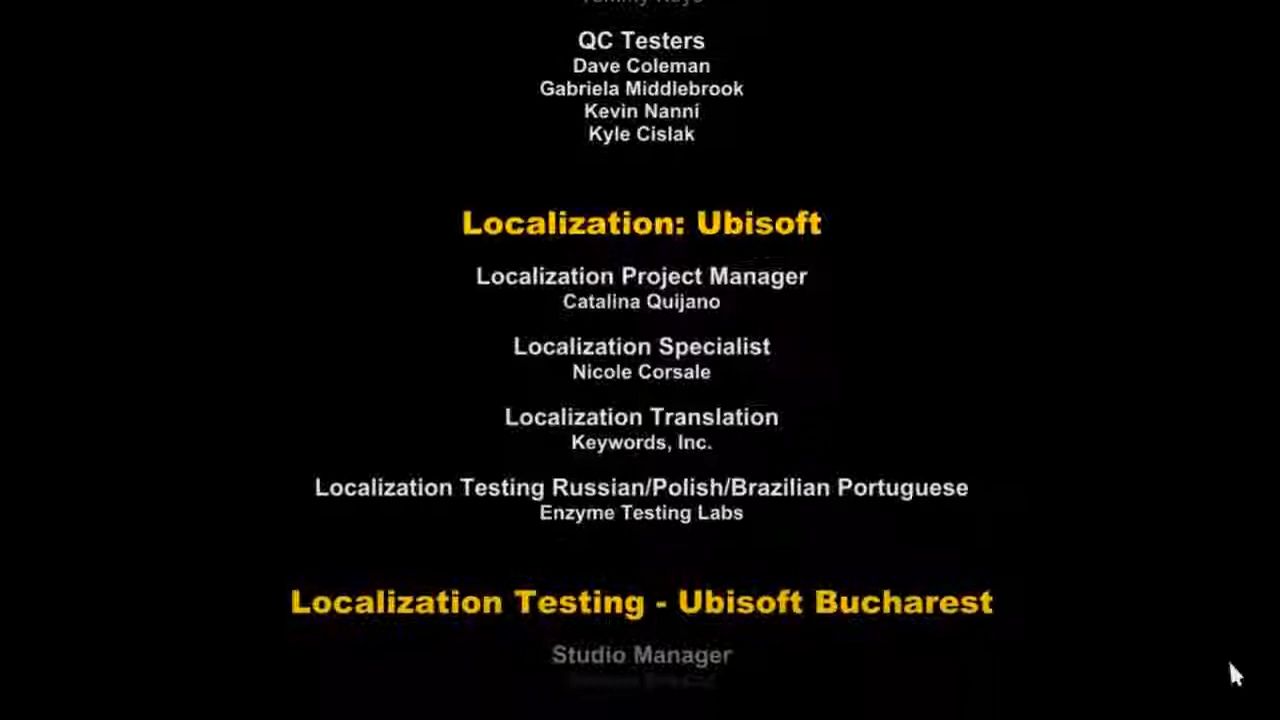 QC Testers
Dave Coleman
Gabriela Middlebrook
Kevin Nanni
Kyle Cislak
Localization: Ubisoft
Localization Project Manager
Catalina Quijano
Localization Specialist
Nicole Corsale
Localization Translation
Keywords, Inc.
Localization Testing Russian/Polish/Brazilian Portuguese
Enzyme Testing Labs
Localization Testing - Ubisoft Bucharest
Studio Manager